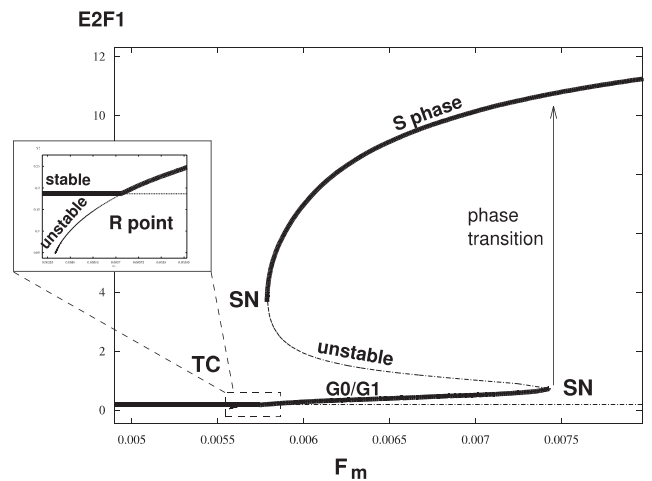 E2F1
12
10
S phase
stable
unstable
R point
phase
transition
4
SN
unstable
2
TC
G0/G1
SN
0
0.005
0.0055
0.006
0.0065
0.007
0.0075
Fm